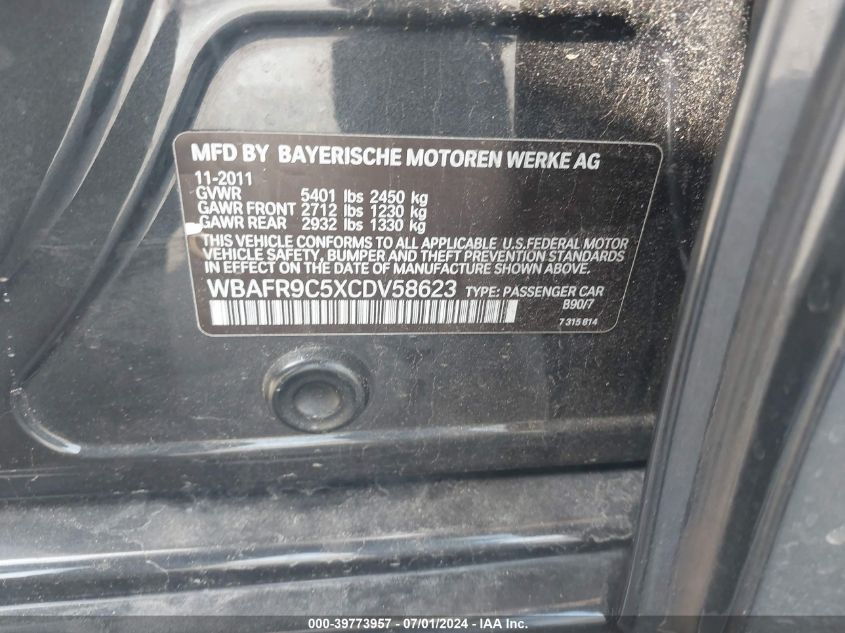 MFD BY BAYERISCHE MOTOREN WERKE AG
11-2011
GVWR 5401 lbs 2450 kg
GAWR FRONT 2712 lbs 1230 kg
GAWR REAR 2932 lbs 1330 kg
THIS VEHICLE CONFORMS TO ALL APPLICABLE U.S.FEDERAL MOTOR
VEHICLE SAFETY, BUMPER AND THEFT PREVENTION
STANDARDS IN EFFECT ON THE DATE OF MANUFACTURE SHOWN ABOVE.
WBAFR9C5XCDV58623 TYPE: PASSENGER CAR
B90/7
7 315 814
000-39773957 - 07/01/2024 - IAA Inc.